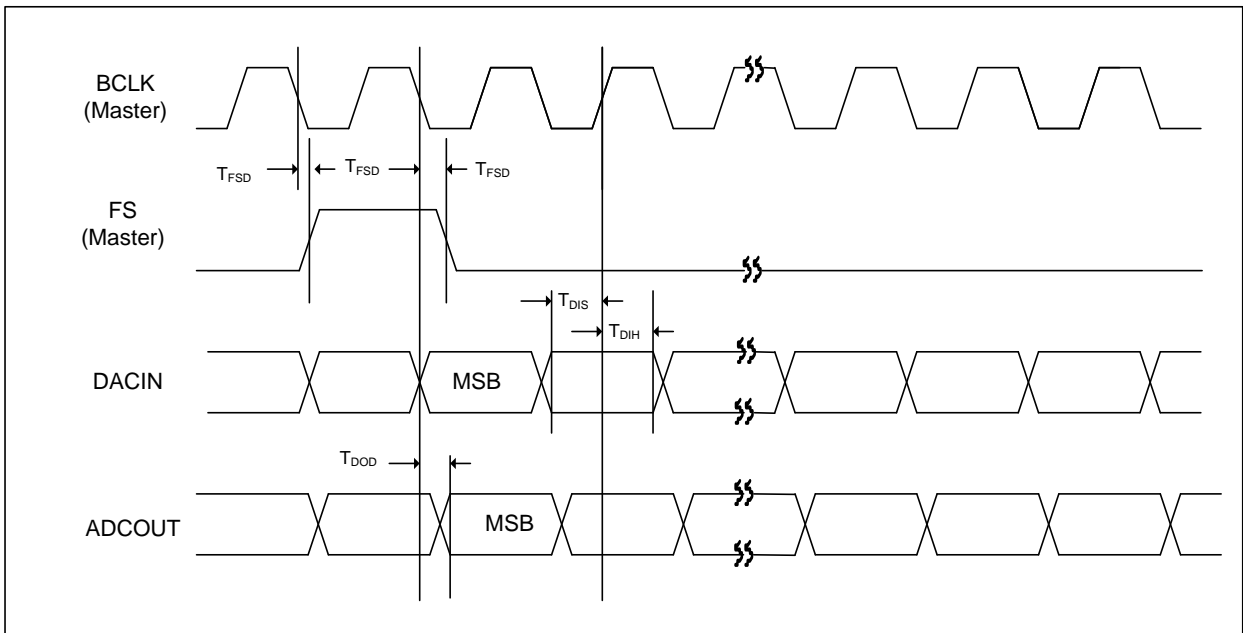 BCLK
(Master)
TFSD TFSD TFSD
FS
(Master)
TDIS
TDIH
DACIN MSB
TDOD
ADCOUT MSB